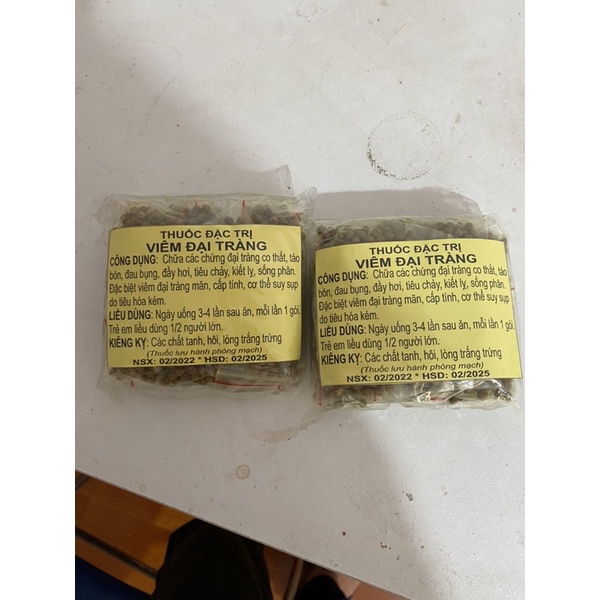 THUỐC ĐẶC TRỊ
VIÊM ĐẠI TRÀNG
CÔNG DỤNG: Chữa các chứng đại tràng co thắt, táo
bón, đau bụng, đầy hơi, tiêu chảy, kiết lỵ, sống phân.
Đặc biệt viêm đại tràng mãn, cấp tính, cơ thể suy sụp
do tiêu hóa kém.
LIỀU DÙNG: Ngày uống 3-4 lần sau ăn, mỗi lần 1 gói.
Trẻ em liều dùng 1/2 người lớn.
KIÊNG KỴ: Các chất tanh, hôi, lòng trắng trứng
(Thuốc lưu hành phòng mạch)
NSX: 02/2022 * HSD: 02/2025
THUỐC ĐẶC TRỊ
VIÊM ĐẠI TRÀNG
CÔNG DỤNG: Chữa các chứng đại tràng co thắt, táo
bón, đau bụng, đầy hơi, tiêu chảy, kiết lỵ, sống phân.
Đặc biệt viêm đại tràng mãn, cấp tính, cơ thể suy sụp
do tiêu hóa kém.
LIỀU DÙNG: Ngày uống 3-4 lần sau ăn, mỗi lần 1 gói.
Trẻ em liều dùng 1/2 người lớn.
KIÊNG KỴ: Các chất tanh, hôi, lòng trắng trứng
(Thuốc lưu hành phòng mạch)
NSX: 02/2022 * HSD: 02/2025